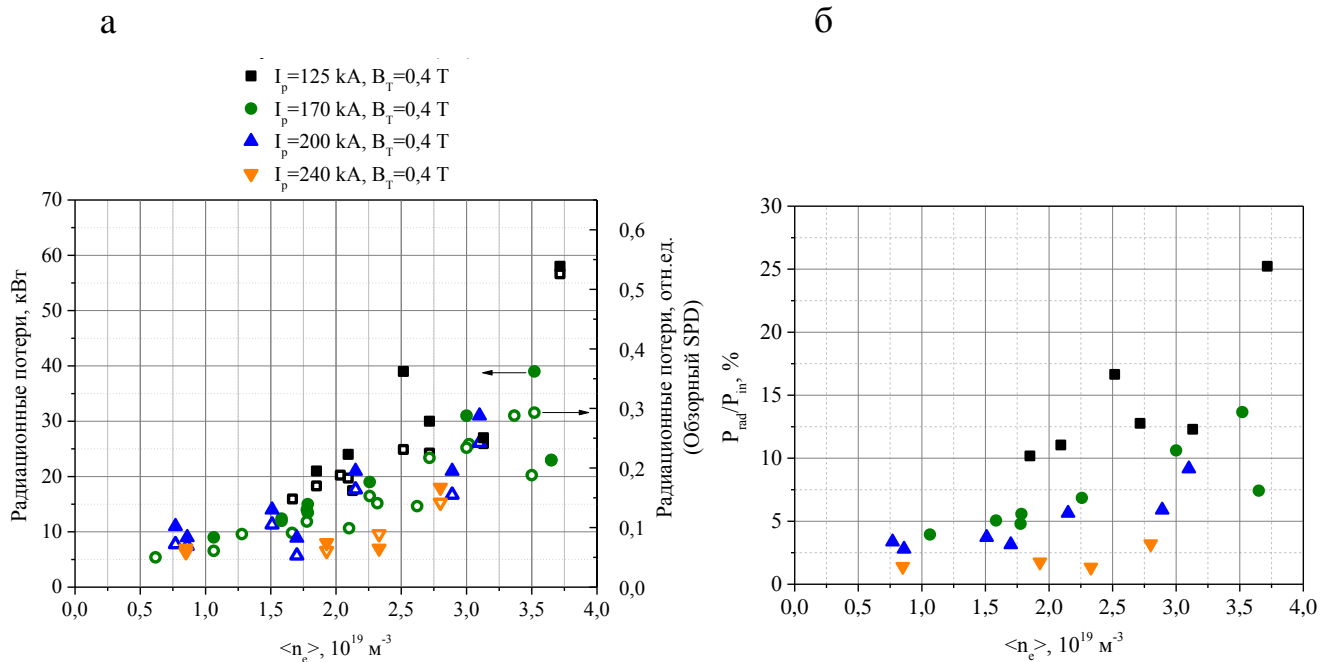 а
б
I_p=125 kA, B_T=0,4 T
I_p=170 kA, B_T=0,4 T
I_p=200 kA, B_T=0,4 T
I_p=240 kA, B_T=0,4 T
Радиационные потери, кВт
70
60
50
40
30
20
10
0
0,0 0,5 1,0 1,5 2,0 2,5 3,0 3,5 4,0
<n_e>, 10^19 м^-3
0,6
0,5
0,4
0,3
0,2
0,1
0,0
Радиационные потери, отн.ед.
(Обзорный SPD)
P_rad/P_in, %
30
25
20
15
10
5
0
0,0 0,5 1,0 1,5 2,0 2,5 3,0 3,5 4,0
<n_e>, 10^19 м^-3